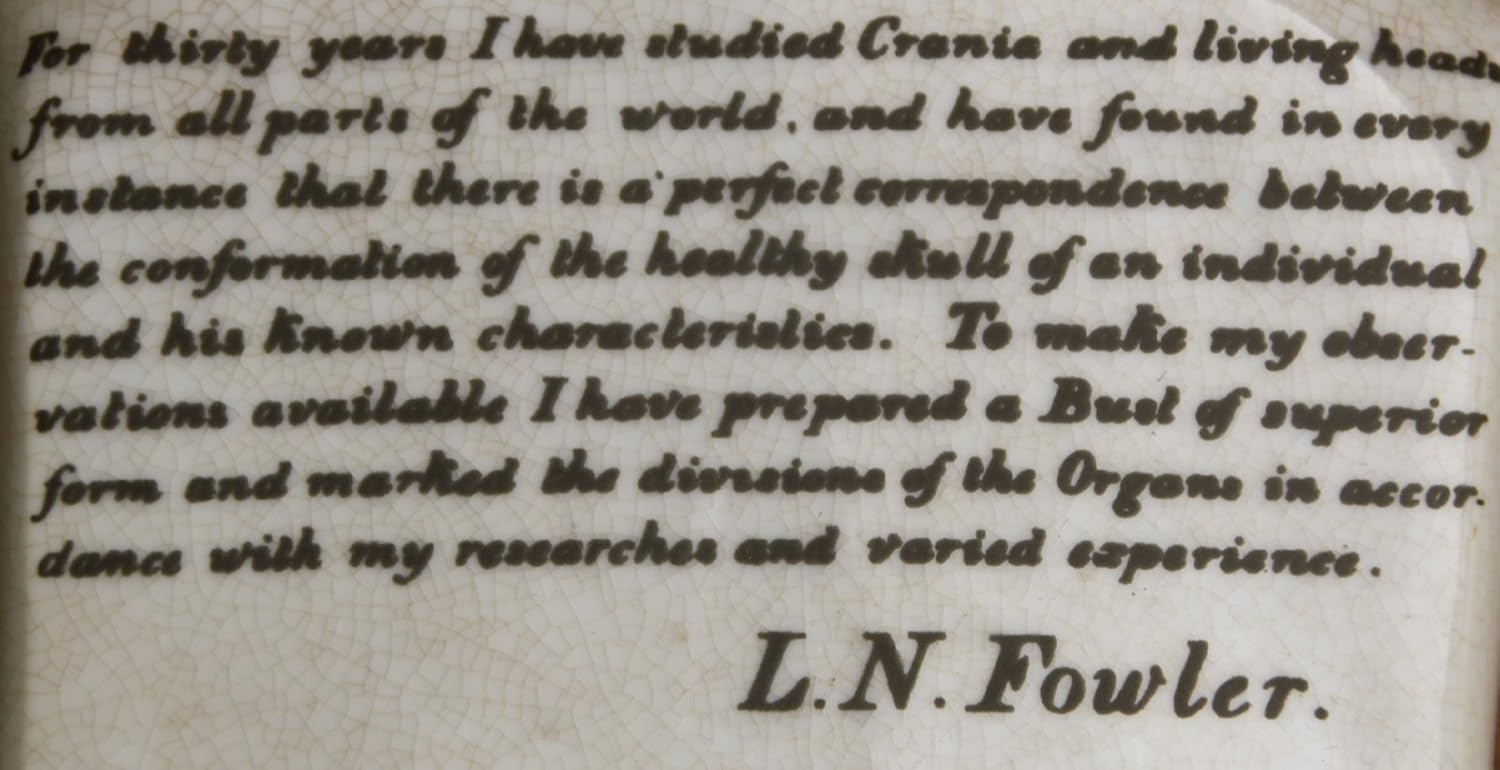 For thirty years I have studied Crania and living heads
from all parts of the world, and have found in every
instance that there is a perfect correspondence between
the conformation of the healthy skull of an individual
and his known characteristics. To make my obser-
vations available I have prepared a Bust of superior
form and marked the divisions of the Organs in accor-
dance with my researches and varied experience.
L.N. Fowler.